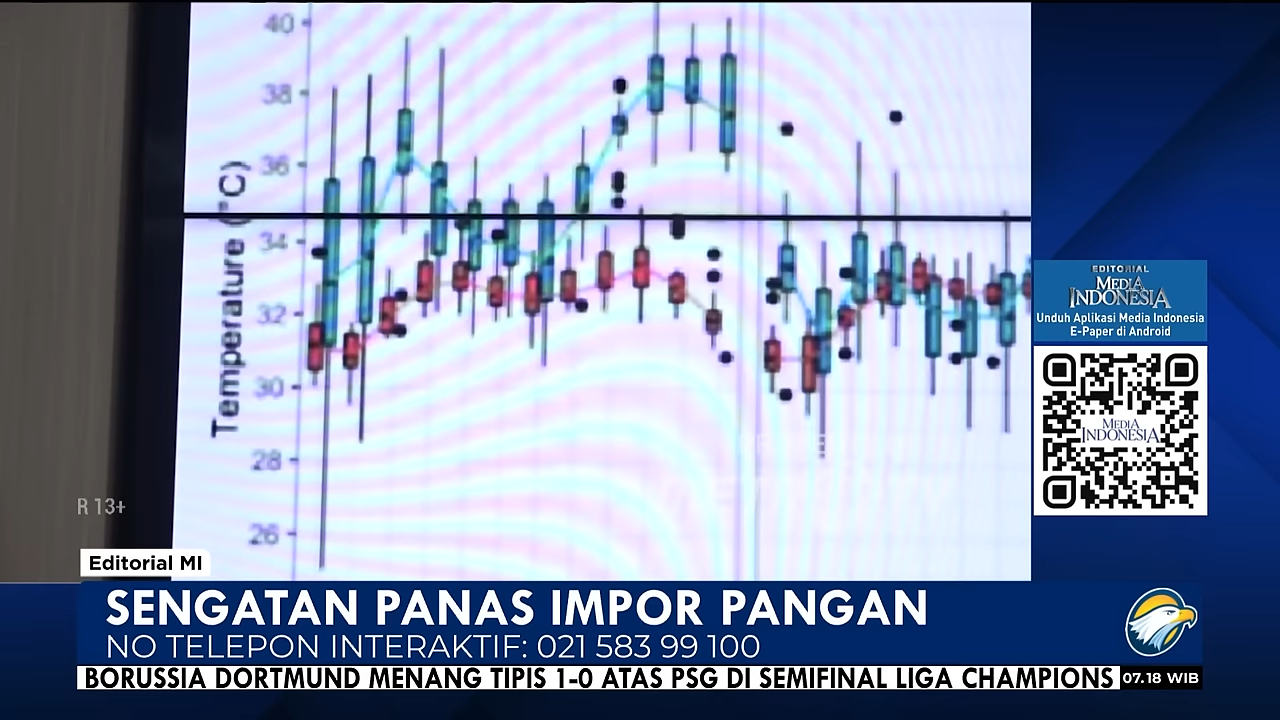 40
38
36
34
32
30
28
26
Temperature (°C)
EDITORIAL
MEDIA
INDONESIA
Unduh Aplikasi Media Indonesia
E-Paper di Android
MEDIA
INDONESIA
R 13+
Editorial MI
SENGATAN PANAS IMPOR PANGAN
NO TELEPON INTERAKTIF: 021 583 99 100
BORUSSIA DORTMUND MENANG TIPIS 1-0 ATAS PSG DI SEMIFINAL LIGA CHAMPIONS
07.18 WIB